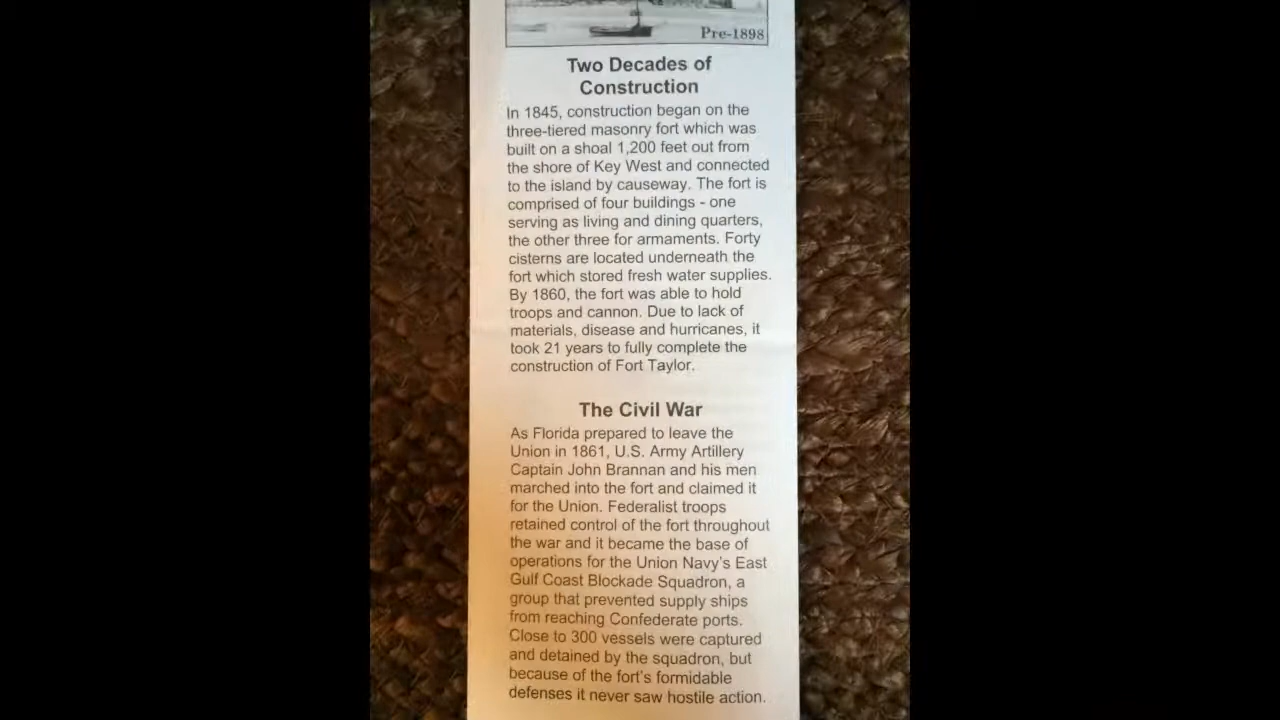 Pre-1898
Two Decades of
Construction
In 1845, construction began on the
three-tiered masonry fort which was
built on a shoal 1,200 feet out from
the shore of Key West and connected
to the island by causeway. The fort is
comprised of four buildings - one
serving as living and dining quarters,
the other three for armaments. Forty
cisterns are located underneath the
fort which stored fresh water supplies.
By 1860, the fort was able to hold
troops and cannon. Due to lack of
materials, disease and hurricanes, it
took 21 years to fully complete the
construction of Fort Taylor.
The Civil War
As Florida prepared to leave the
Union in 1861, U.S. Army Artillery
Captain John Brannan and his men
marched into the fort and claimed it
for the Union. Federalist troops
retained control of the fort throughout
the war and it became the base of
operations for the Union Navy's East
Gulf Coast Blockade Squadron, a
group that prevented supply ships
from reaching Confederate ports.
Close to 300 vessels were captured
and detained by the squadron, but
because of the fort's formidable
defenses it never saw hostile action.